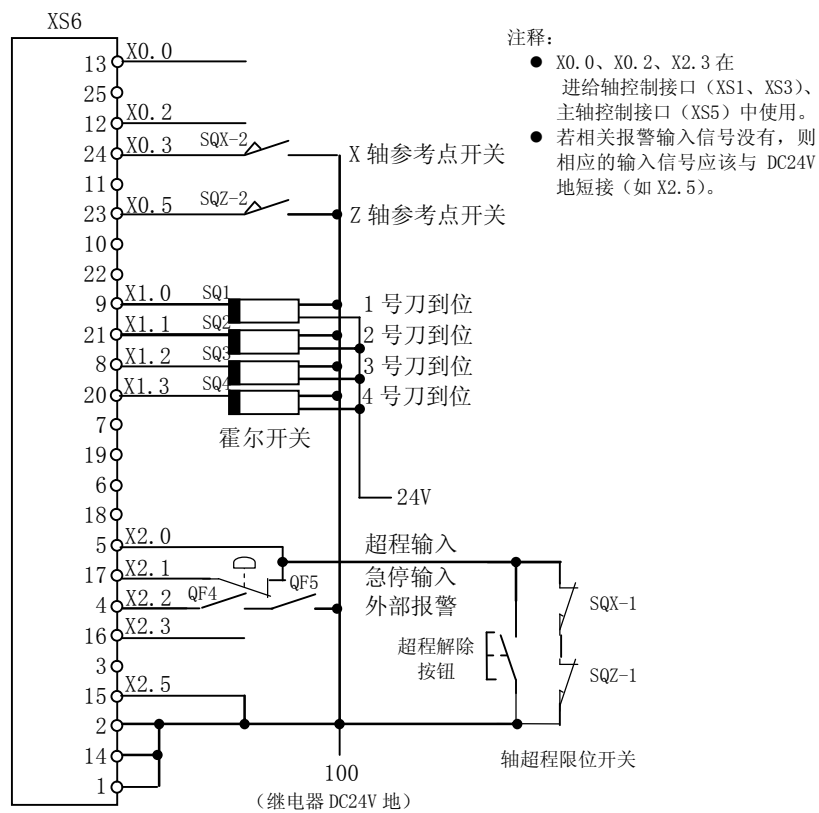 XS6
注释：
● X0.0、X0.2、X2.3在
进给轴控制接口（XS1、XS3）、
主轴控制接口（XS5）中使用。
● 若相关报警输入信号没有，则
相应的输入信号应该与 DC24V
地短接（如X2.5）。
13 X0.0
25
12 X0.2
24 X0.3 SQX-2 X轴参考点开关
11
23 X0.5 SQZ-2 Z轴参考点开关
10
22
9 X1.0 SQ1 1号刀到位
21 X1.1 SQ2 2号刀到位
8 X1.2 SQ3 3号刀到位
20 X1.3 SQ4 4号刀到位
7
霍尔开关
19
6
24V
18
5 X2.0 超程输入
17 X2.1 急停输入
4 X2.2 QF4 QF5 外部报警 SQX-1
16 X2.3
超程解除
按钮
3
SQZ-1
15 X2.5
2
14
轴超程限位开关
1
100
（继电器DC24V地）